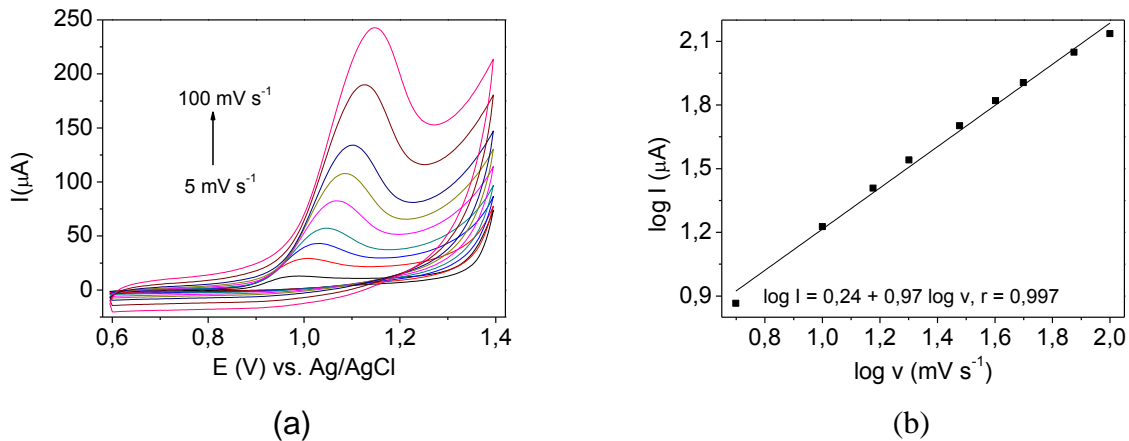 250
200
150
100
50
0
I(μA)
100 mV s⁻¹
5 mV s⁻¹
0,6 0,8 1,0 1,2 1,4
E (V) vs. Ag/AgCl
(a)
2,1
1,8
1,5
1,2
0,9
log I (μA)
log I = 0,24 + 0,97 log v, r = 0,997
0,8 1,0 1,2 1,4 1,6 1,8 2,0
log v (mV s⁻¹)
(b)